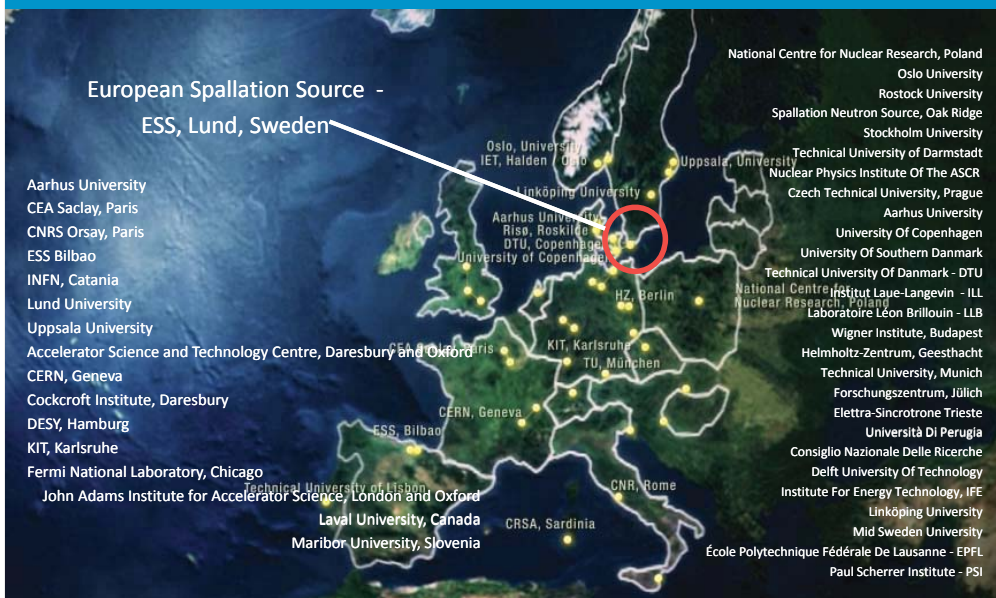 European Spallation Source -
ESS, Lund, Sweden
Aarhus University
CEA Saclay, Paris
CNRS Orsay, Paris
ESS Bilbao
INFN, Catania
Lund University
Uppsala University
Accelerator Science and Technology Centre, Daresbury and Oxford
CERN, Geneva
Cockcroft Institute, Daresbury
DESY, Hamburg
KIT, Karlsruhe
Fermi National Laboratory, Chicago
John Adams Institute for Accelerator Science, London and Oxford
Laval University, Canada
Maribor University, Slovenia
Oslo, University
IET, Halden / Oslo
Uppsala, University
Linköping University
Aarhus University
Risø, Roskilde
DTU, Copenhagen
University of Copenhagen
HZ, Berlin
National Centre for
Nuclear Research, Poland
CEA Saclay, Paris
KIT, Karlsruhe
TU, München
CERN, Geneva
ESS, Bilbao
Technical University of Lisbon
CNR, Rome
CRSA, Sardinia
National Centre for Nuclear Research, Poland
Oslo University
Rostock University
Spallation Neutron Source, Oak Ridge
Stockholm University
Technical University of Darmstadt
Nuclear Physics Institute Of The ASCR
Czech Technical University, Prague
Aarhus University
University Of Copenhagen
University Of Southern Danmark
Technical University Of Danmark - DTU
Institut Laue-Langevin - ILL
Laboratoire Léon Brillouin - LLB
Wigner Institute, Budapest
Helmholtz-Zentrum, Geesthacht
Technical University, Munich
Forschungszentrum, Jülich
Elettra-Sincrotrone Trieste
Università Di Perugia
Consiglio Nazionale Delle Ricerche
Delft University Of Technology
Institute For Energy Technology, IFE
Linköping University
Mid Sweden University
École Polytechnique Fédérale De Lausanne - EPFL
Paul Scherrer Institute - PSI